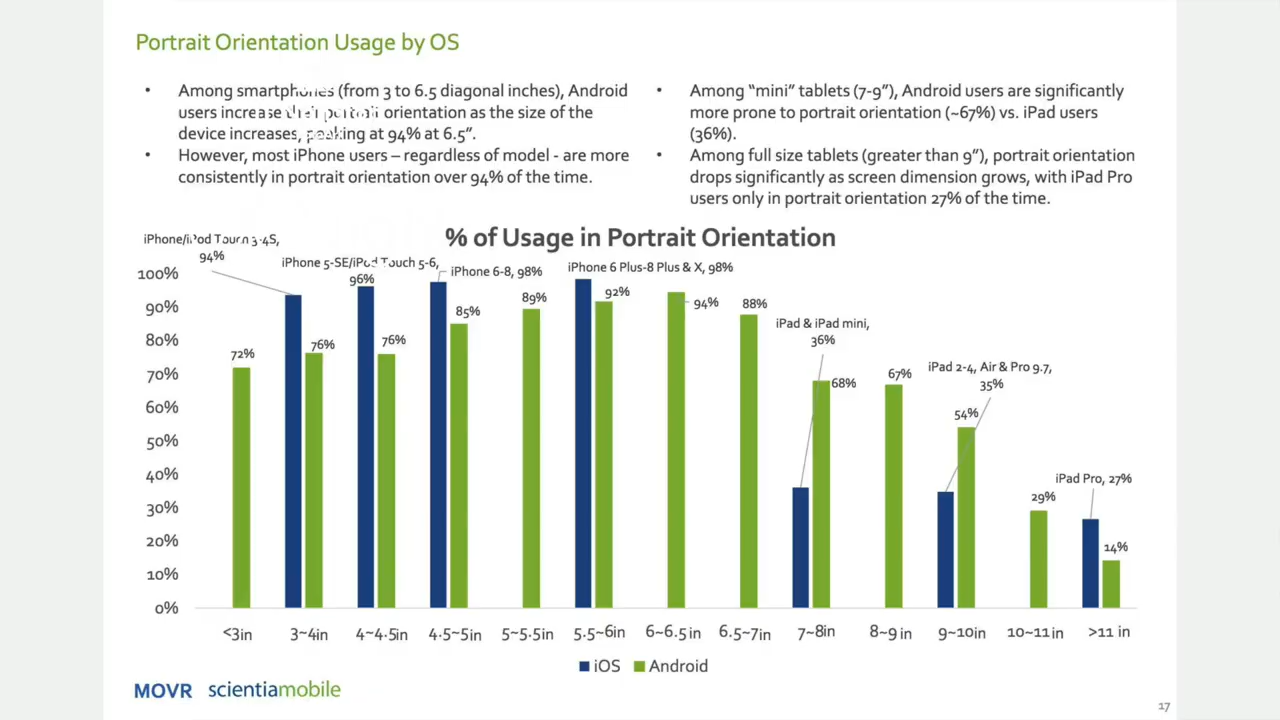 Portrait Orientation Usage by OS
• Among smartphones (from 3 to 6.5 diagonal inches), Android
users increase in portrait orientation as the size of the
device increases, peaking at 94% at 6.5”.
• However, most iPhone users – regardless of model - are more
consistently in portrait orientation over 94% of the time.
• Among “mini” tablets (7-9”), Android users are significantly
more prone to portrait orientation (~67%) vs. iPad users
(36%).
• Among full size tablets (greater than 9”), portrait orientation
drops significantly as screen dimension grows, with iPad Pro
users only in portrait orientation 27% of the time.
% of Usage in Portrait Orientation
iPhone/iPod Touch 3-4S,
94%
iPhone 5-SE/iPod Touch 5-6,
96%
iPhone 6-8, 98%
iPhone 6 Plus-8 Plus & X, 98%
iPad & iPad mini,
36%
iPad 2-4, Air & Pro 9.7,
35%
iPad Pro, 27%
72%
76%
76%
85%
89%
92%
94%
88%
68%
67%
54%
29%
14%
100%
90%
80%
70%
60%
50%
40%
30%
20%
10%
0%
<3in 3~4in 4~4.5in 4.5~5in 5~5.5in 5.5~6in 6~6.5in 6.5~7in 7~8in 8~9 in 9~10in 10~11in >11 in
iOS Android
MOVR scientiamobile
17